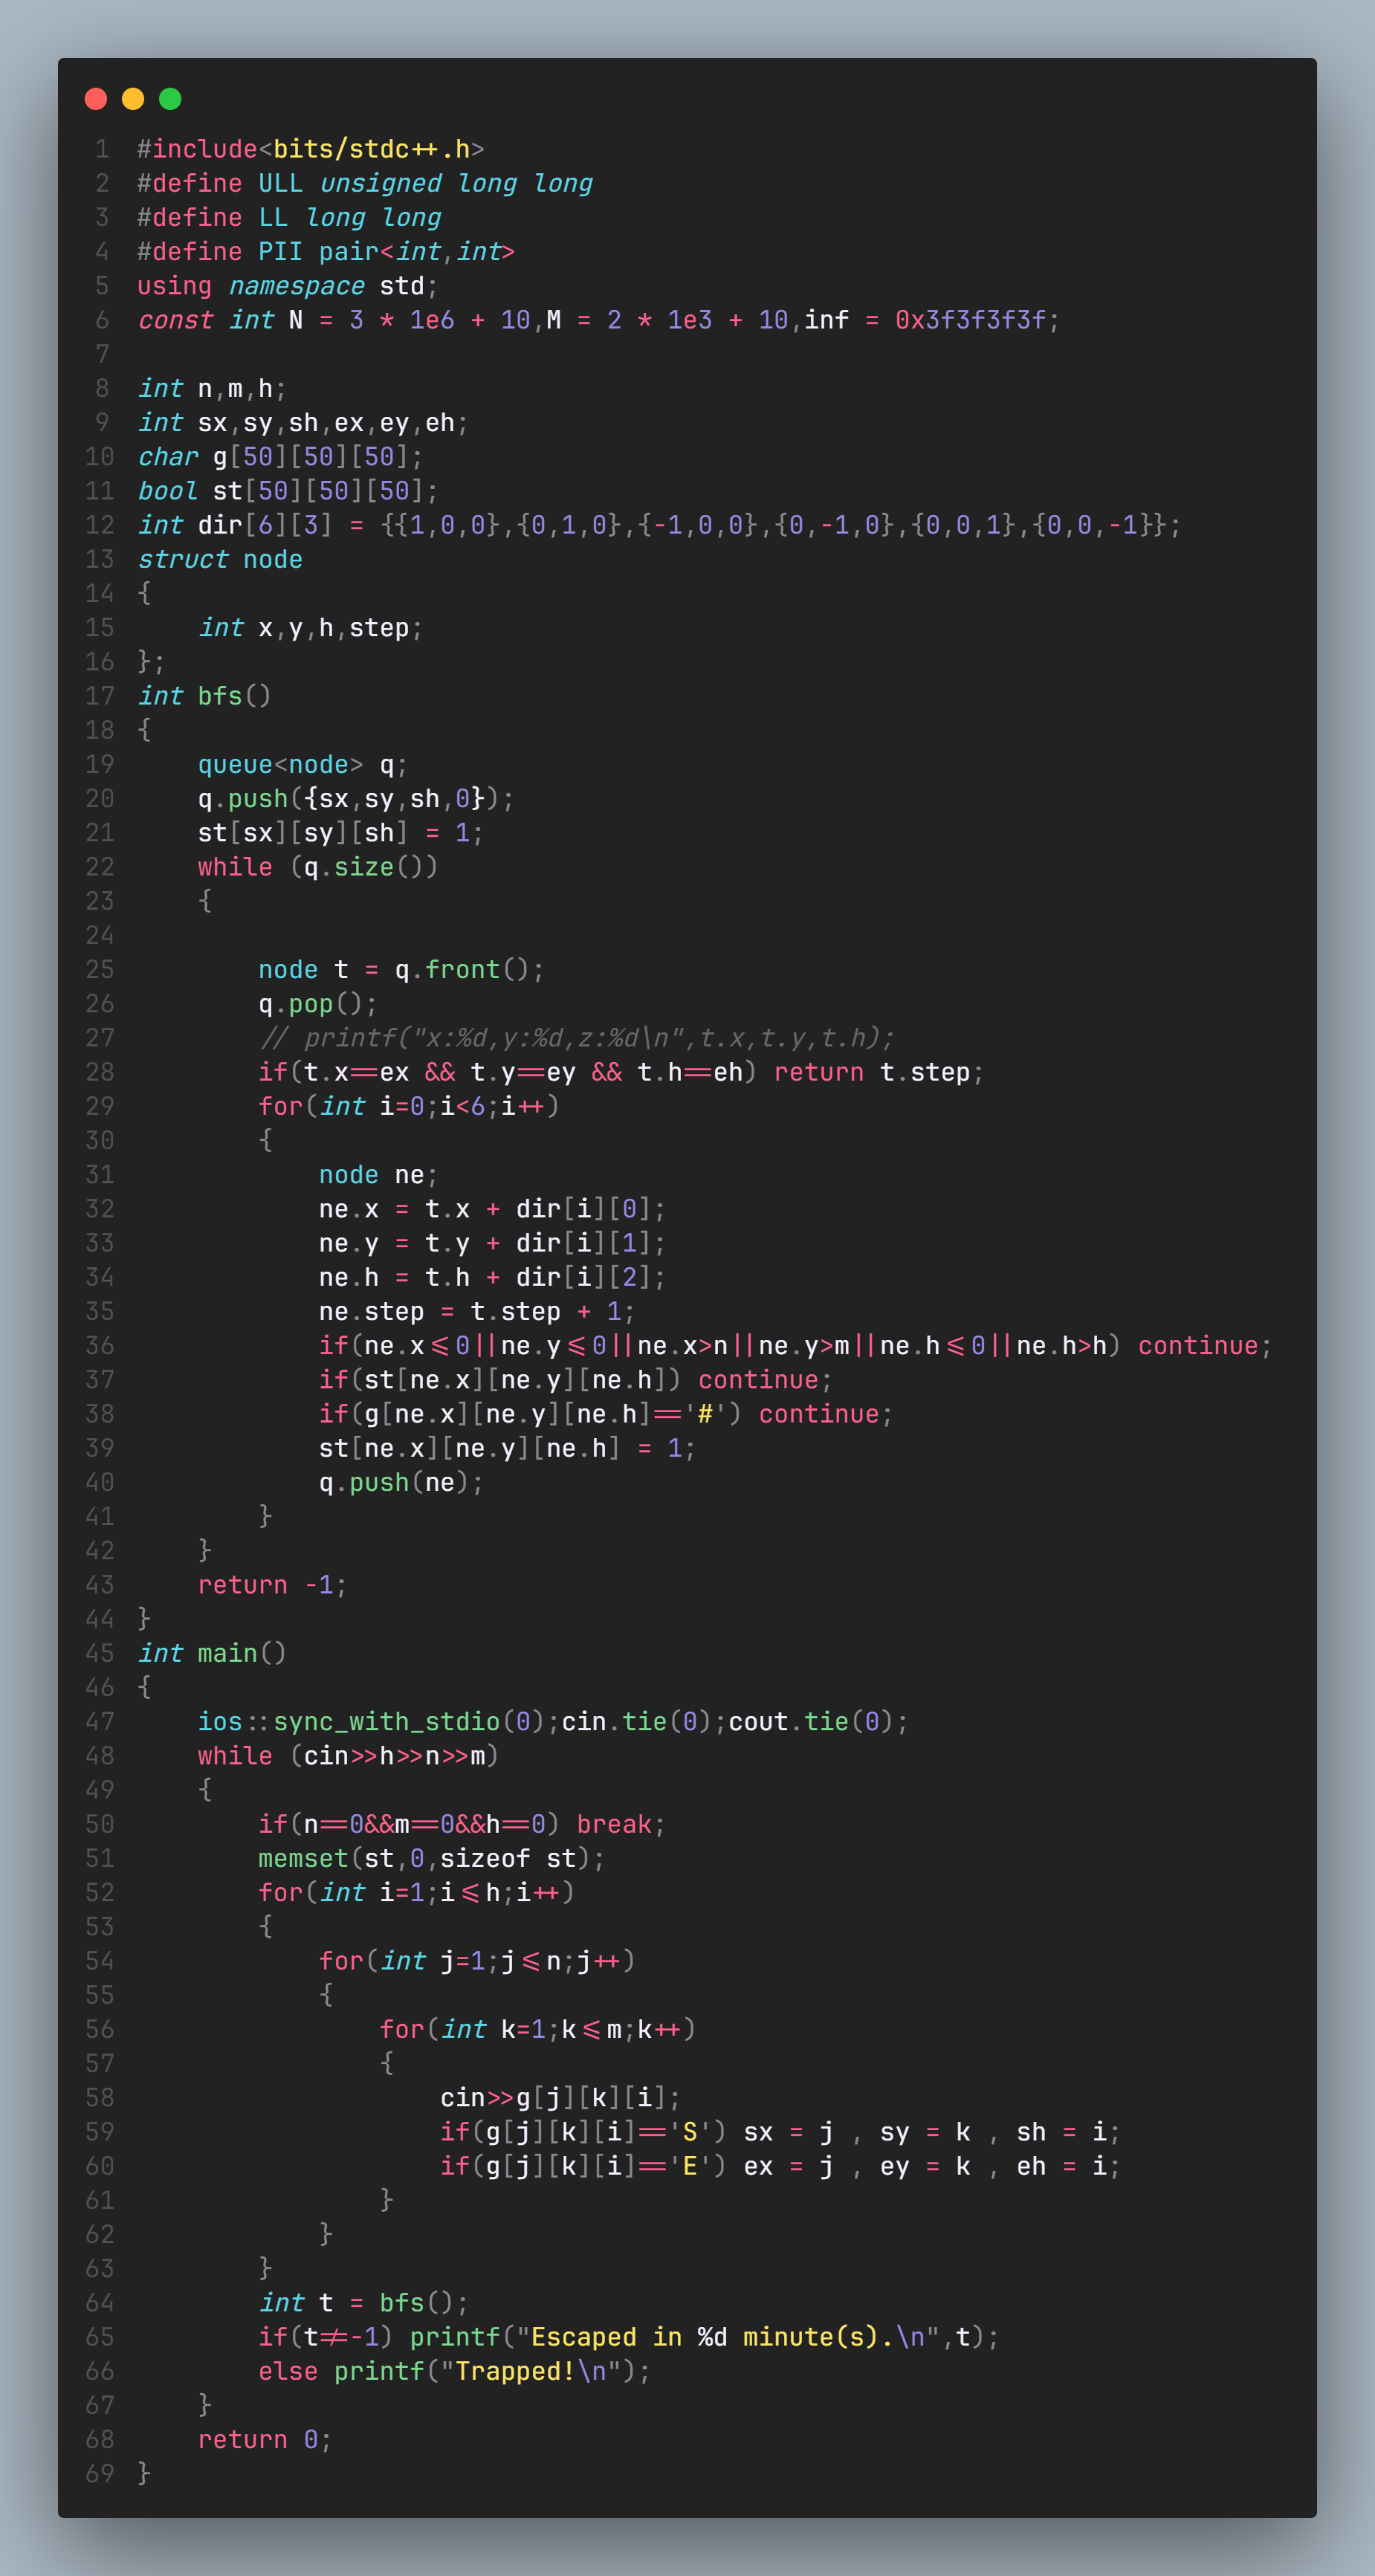 1 #include<bits/stdc++.h>
2 #define ULL unsigned long long
3 #define LL long long
4 #define PII pair<int,int>
5 using namespace std;
6 const int N = 3 * 1e6 + 10,M = 2 * 1e3 + 10,inf = 0x3f3f3f3f;
7
8 int n,m,h;
9 int sx,sy,sh,ex,ey,eh;
10 char g[50][50][50];
11 bool st[50][50][50];
12 int dir[6][3] = {{1,0,0},{0,1,0},{-1,0,0},{0,-1,0},{0,0,1},{0,0,-1}};
13 struct node
14 {
15     int x,y,h,step;
16 };
17 int bfs()
18 {
19     queue<node> q;
20     q.push({sx,sy,sh,0});
21     st[sx][sy][sh] = 1;
22     while (q.size())
23     {
24
25         node t = q.front();
26         q.pop();
27         // printf("x:%d,y:%d,z:%d\n",t.x,t.y,t.h);
28         if(t.x==ex && t.y==ey && t.h==eh) return t.step;
29         for(int i=0;i<6;i++)
30         {
31             node ne;
32             ne.x = t.x + dir[i][0];
33             ne.y = t.y + dir[i][1];
34             ne.h = t.h + dir[i][2];
35             ne.step = t.step + 1;
36             if(ne.x<=0||ne.y<=0||ne.x>n||ne.y>m||ne.h<=0||ne.h>h) continue;
37             if(st[ne.x][ne.y][ne.h]) continue;
38             if(g[ne.x][ne.y][ne.h]=='#') continue;
39             st[ne.x][ne.y][ne.h] = 1;
40             q.push(ne);
41         }
42     }
43     return -1;
44 }
45 int main()
46 {
47     ios::sync_with_stdio(0);cin.tie(0);cout.tie(0);
48     while (cin>>h>>n>>m)
49     {
50         if(n==0&&m==0&&h==0) break;
51         memset(st,0,sizeof st);
52         for(int i=1;i<=h;i++)
53         {
54             for(int j=1;j<=n;j++)
55             {
56                 for(int k=1;k<=m;k++)
57                 {
58                     cin>>g[j][k][i];
59                     if(g[j][k][i]=='S') sx = j , sy = k , sh = i;
60                     if(g[j][k][i]=='E') ex = j , ey = k , eh = i;
61                 }
62             }
63         }
64         int t = bfs();
65         if(t!=-1) printf("Escaped in %d minute(s).\n",t);
66         else printf("Trapped!\n");
67     }
68     return 0;
69 }